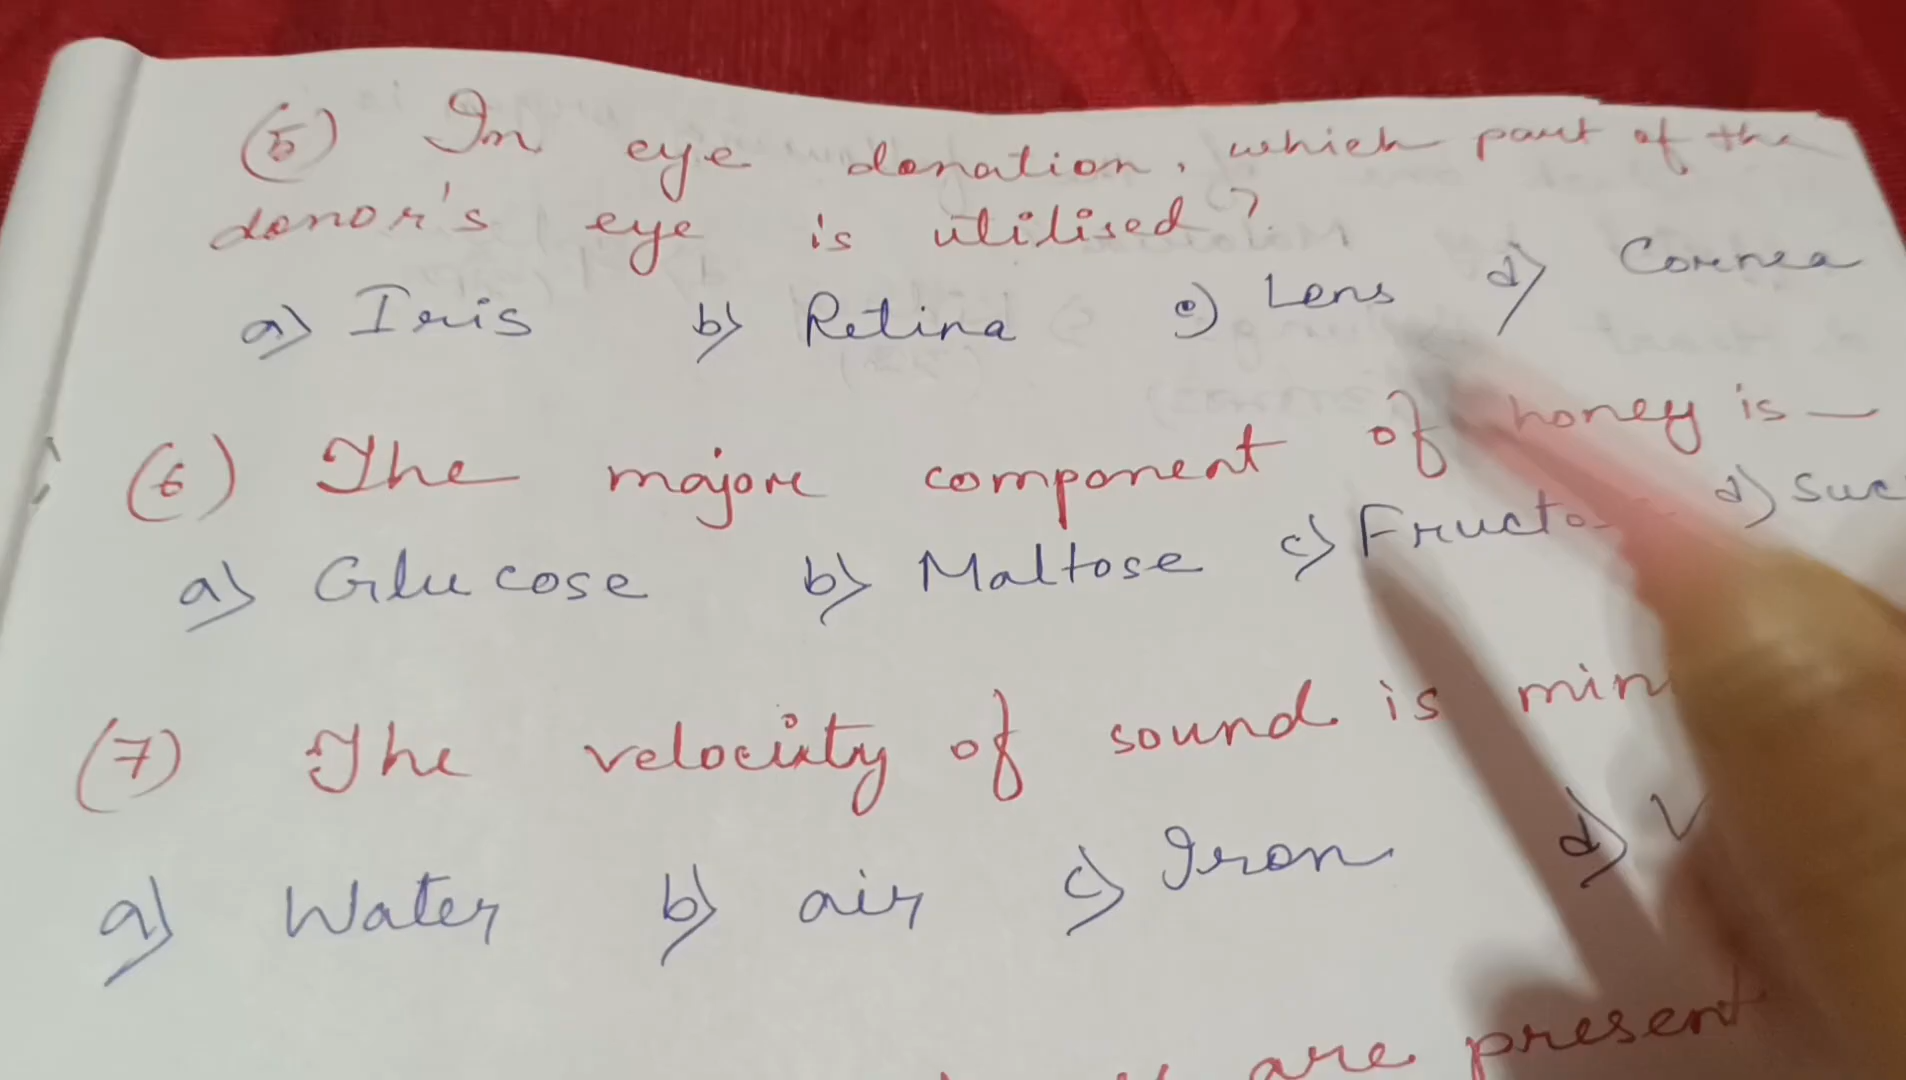 (5) In eye donation, which part of the
donor's eye is utilised?
a) Iris b) Retina c) Lens d) Cornea
(6) The major component of honey is —
a) Glucose b) Maltose c) Fructo d) Suc
(7) The velocity of sound is min
a) Water b) air c) Iron d) V
are present